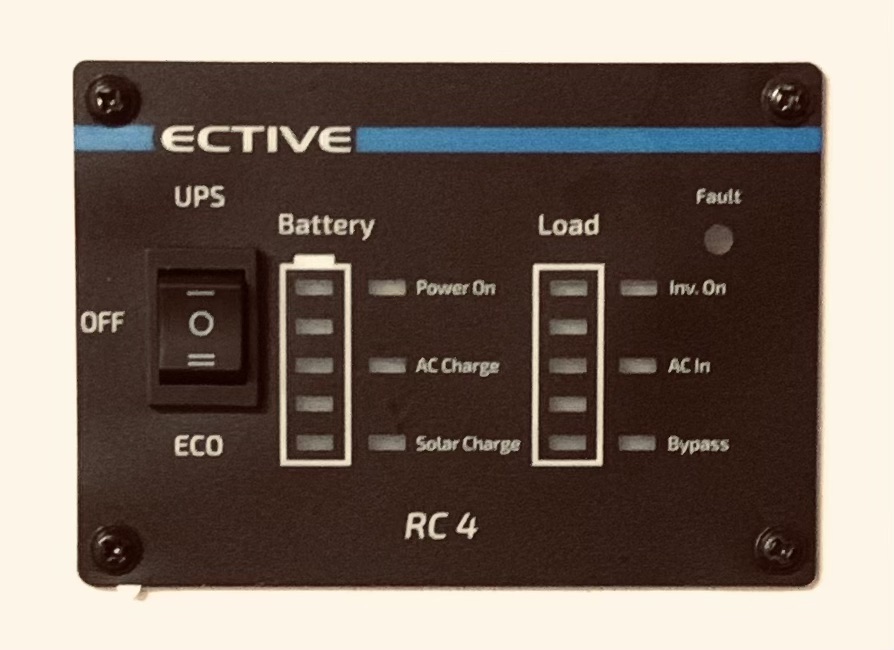 ECTIVE
UPS
Fault
Battery
Load
Power On
Inv. On
OFF
AC Charge
AC In
ECO
Solar Charge
Bypass
RC 4